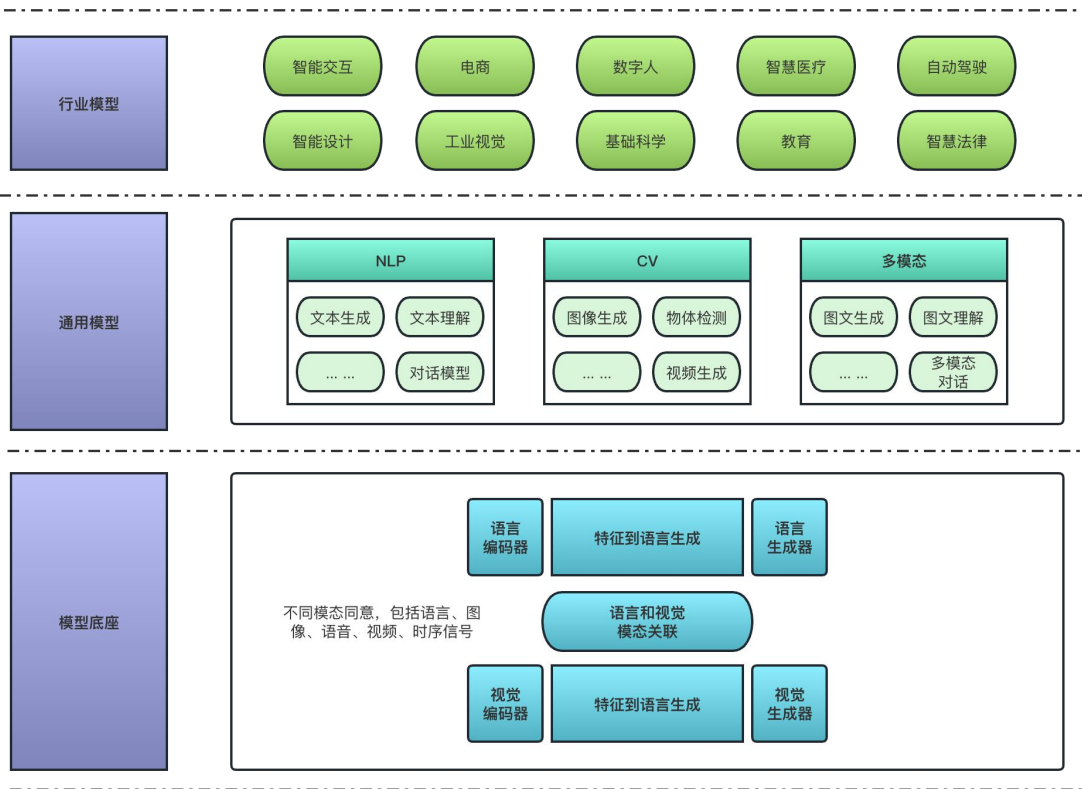 行业模型
智能交互
电商
数字人
智慧医疗
自动驾驶
智能设计
工业视觉
基础科学
教育
智慧法律
通用模型
NLP
文本生成
文本理解
... ...
对话模型
CV
图像生成
物体检测
... ...
视频生成
多模态
图文生成
图文理解
... ...
多模态
对话
模型底座
语言
编码器
特征到语言生成
语言
生成器
不同模态同意，包括语言、图
像、语音、视频、时序信号
语言和视觉
模态关联
视觉
编码器
特征到语言生成
视觉
生成器